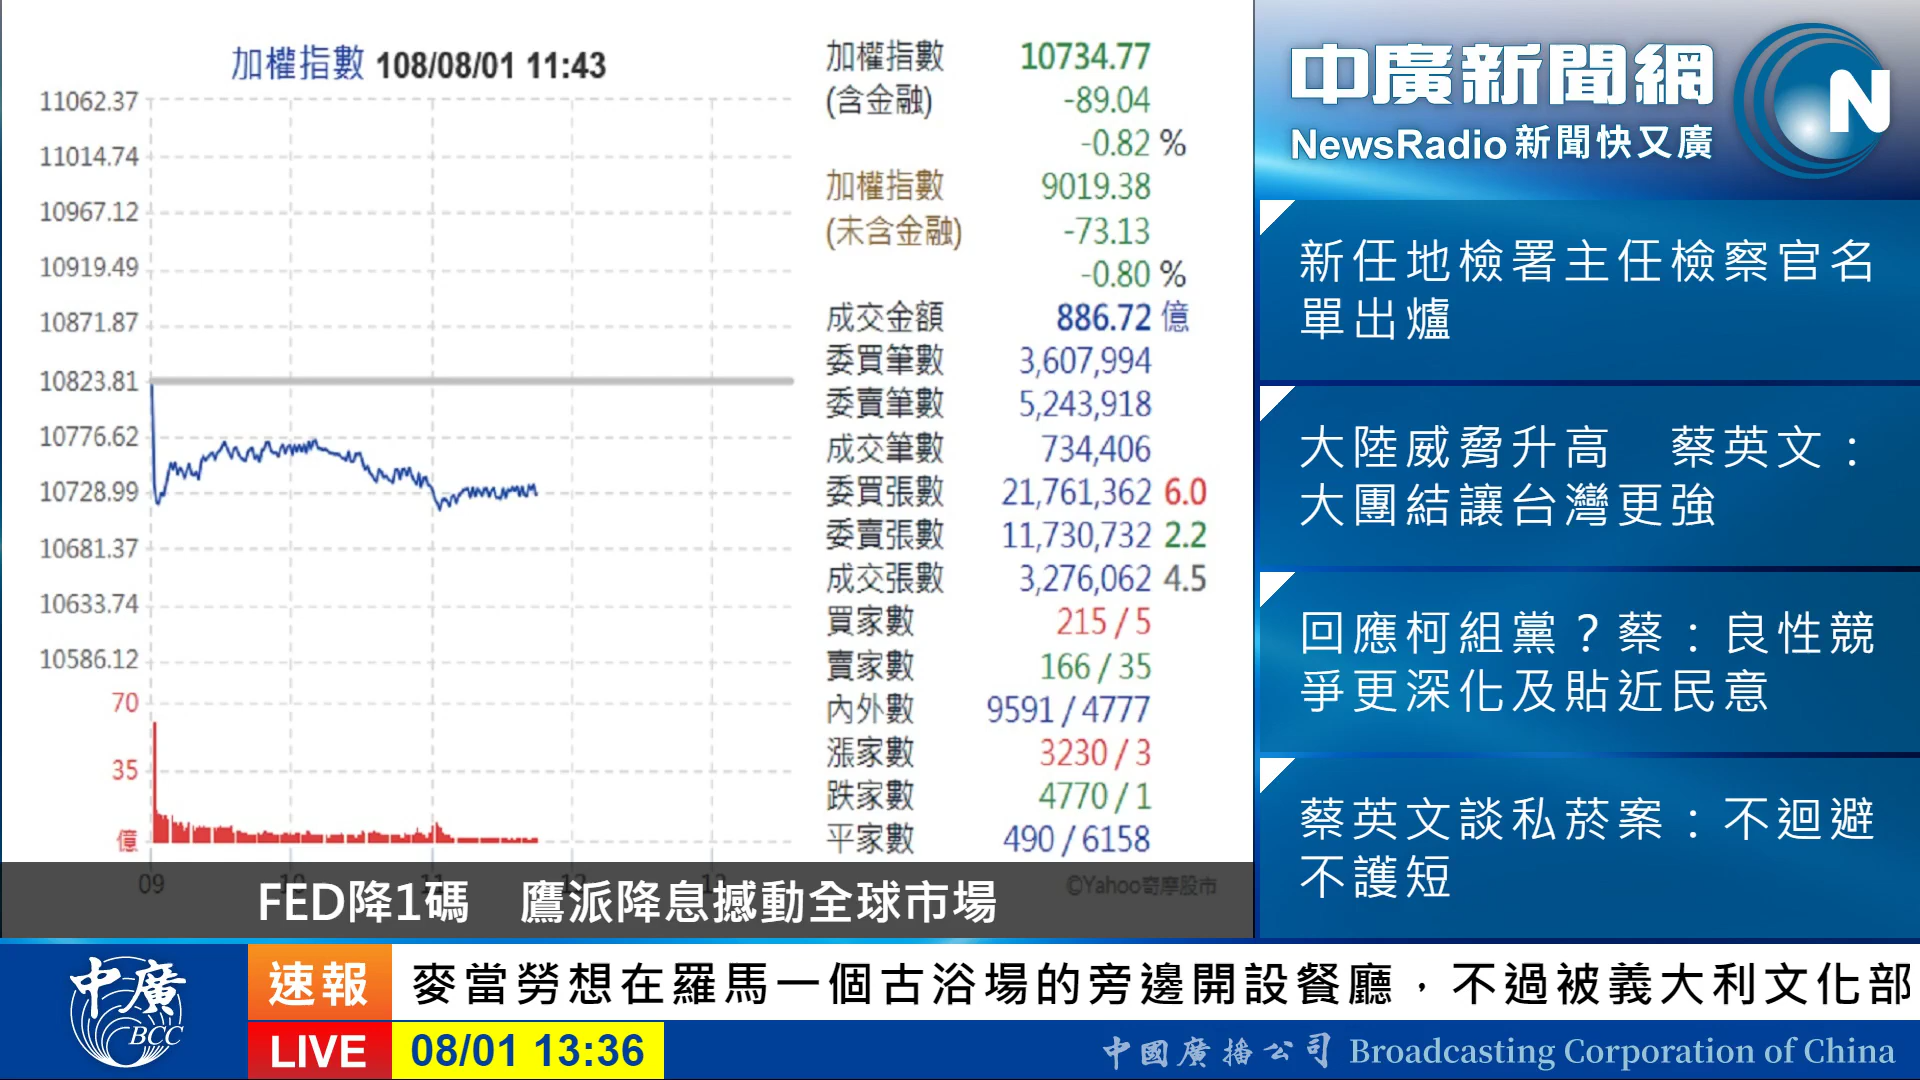 加權指數 108/08/01 11:43
11062.37
11014.74
10967.12
10919.49
10871.87
10823.81
10776.62
10728.99
10681.37
10633.74
10586.12
70
35
億
09
10
11
12
13
加權指數 10734.77
(含金融) -89.04
-0.82 %
加權指數 9019.38
(未含金融) -73.13
-0.80 %
成交金額 886.72 億
委買筆數 3,607,994
委賣筆數 5,243,918
成交筆數 734,406
委買張數 21,761,362 6.0
委賣張數 11,730,732 2.2
成交張數 3,276,062 4.5
買家數 215 / 5
賣家數 166 / 35
內外數 9591 / 4777
漲家數 3230 / 3
跌家數 4770 / 1
平家數 490 / 6158
©Yahoo奇摩股市
FED降1碼　鷹派降息撼動全球市場
中廣新聞網
NewsRadio 新聞快又廣
N
新任地檢署主任檢察官名
單出爐
大陸威脅升高　蔡英文：
大團結讓台灣更強
回應柯組黨？蔡：良性競
爭更深化及貼近民意
蔡英文談私菸案：不迴避
不護短
中廣
BCC
速報 麥當勞想在羅馬一個古浴場的旁邊開設餐廳，不過被義大利文化部
LIVE 08/01 13:36
中國廣播公司 Broadcasting Corporation of China